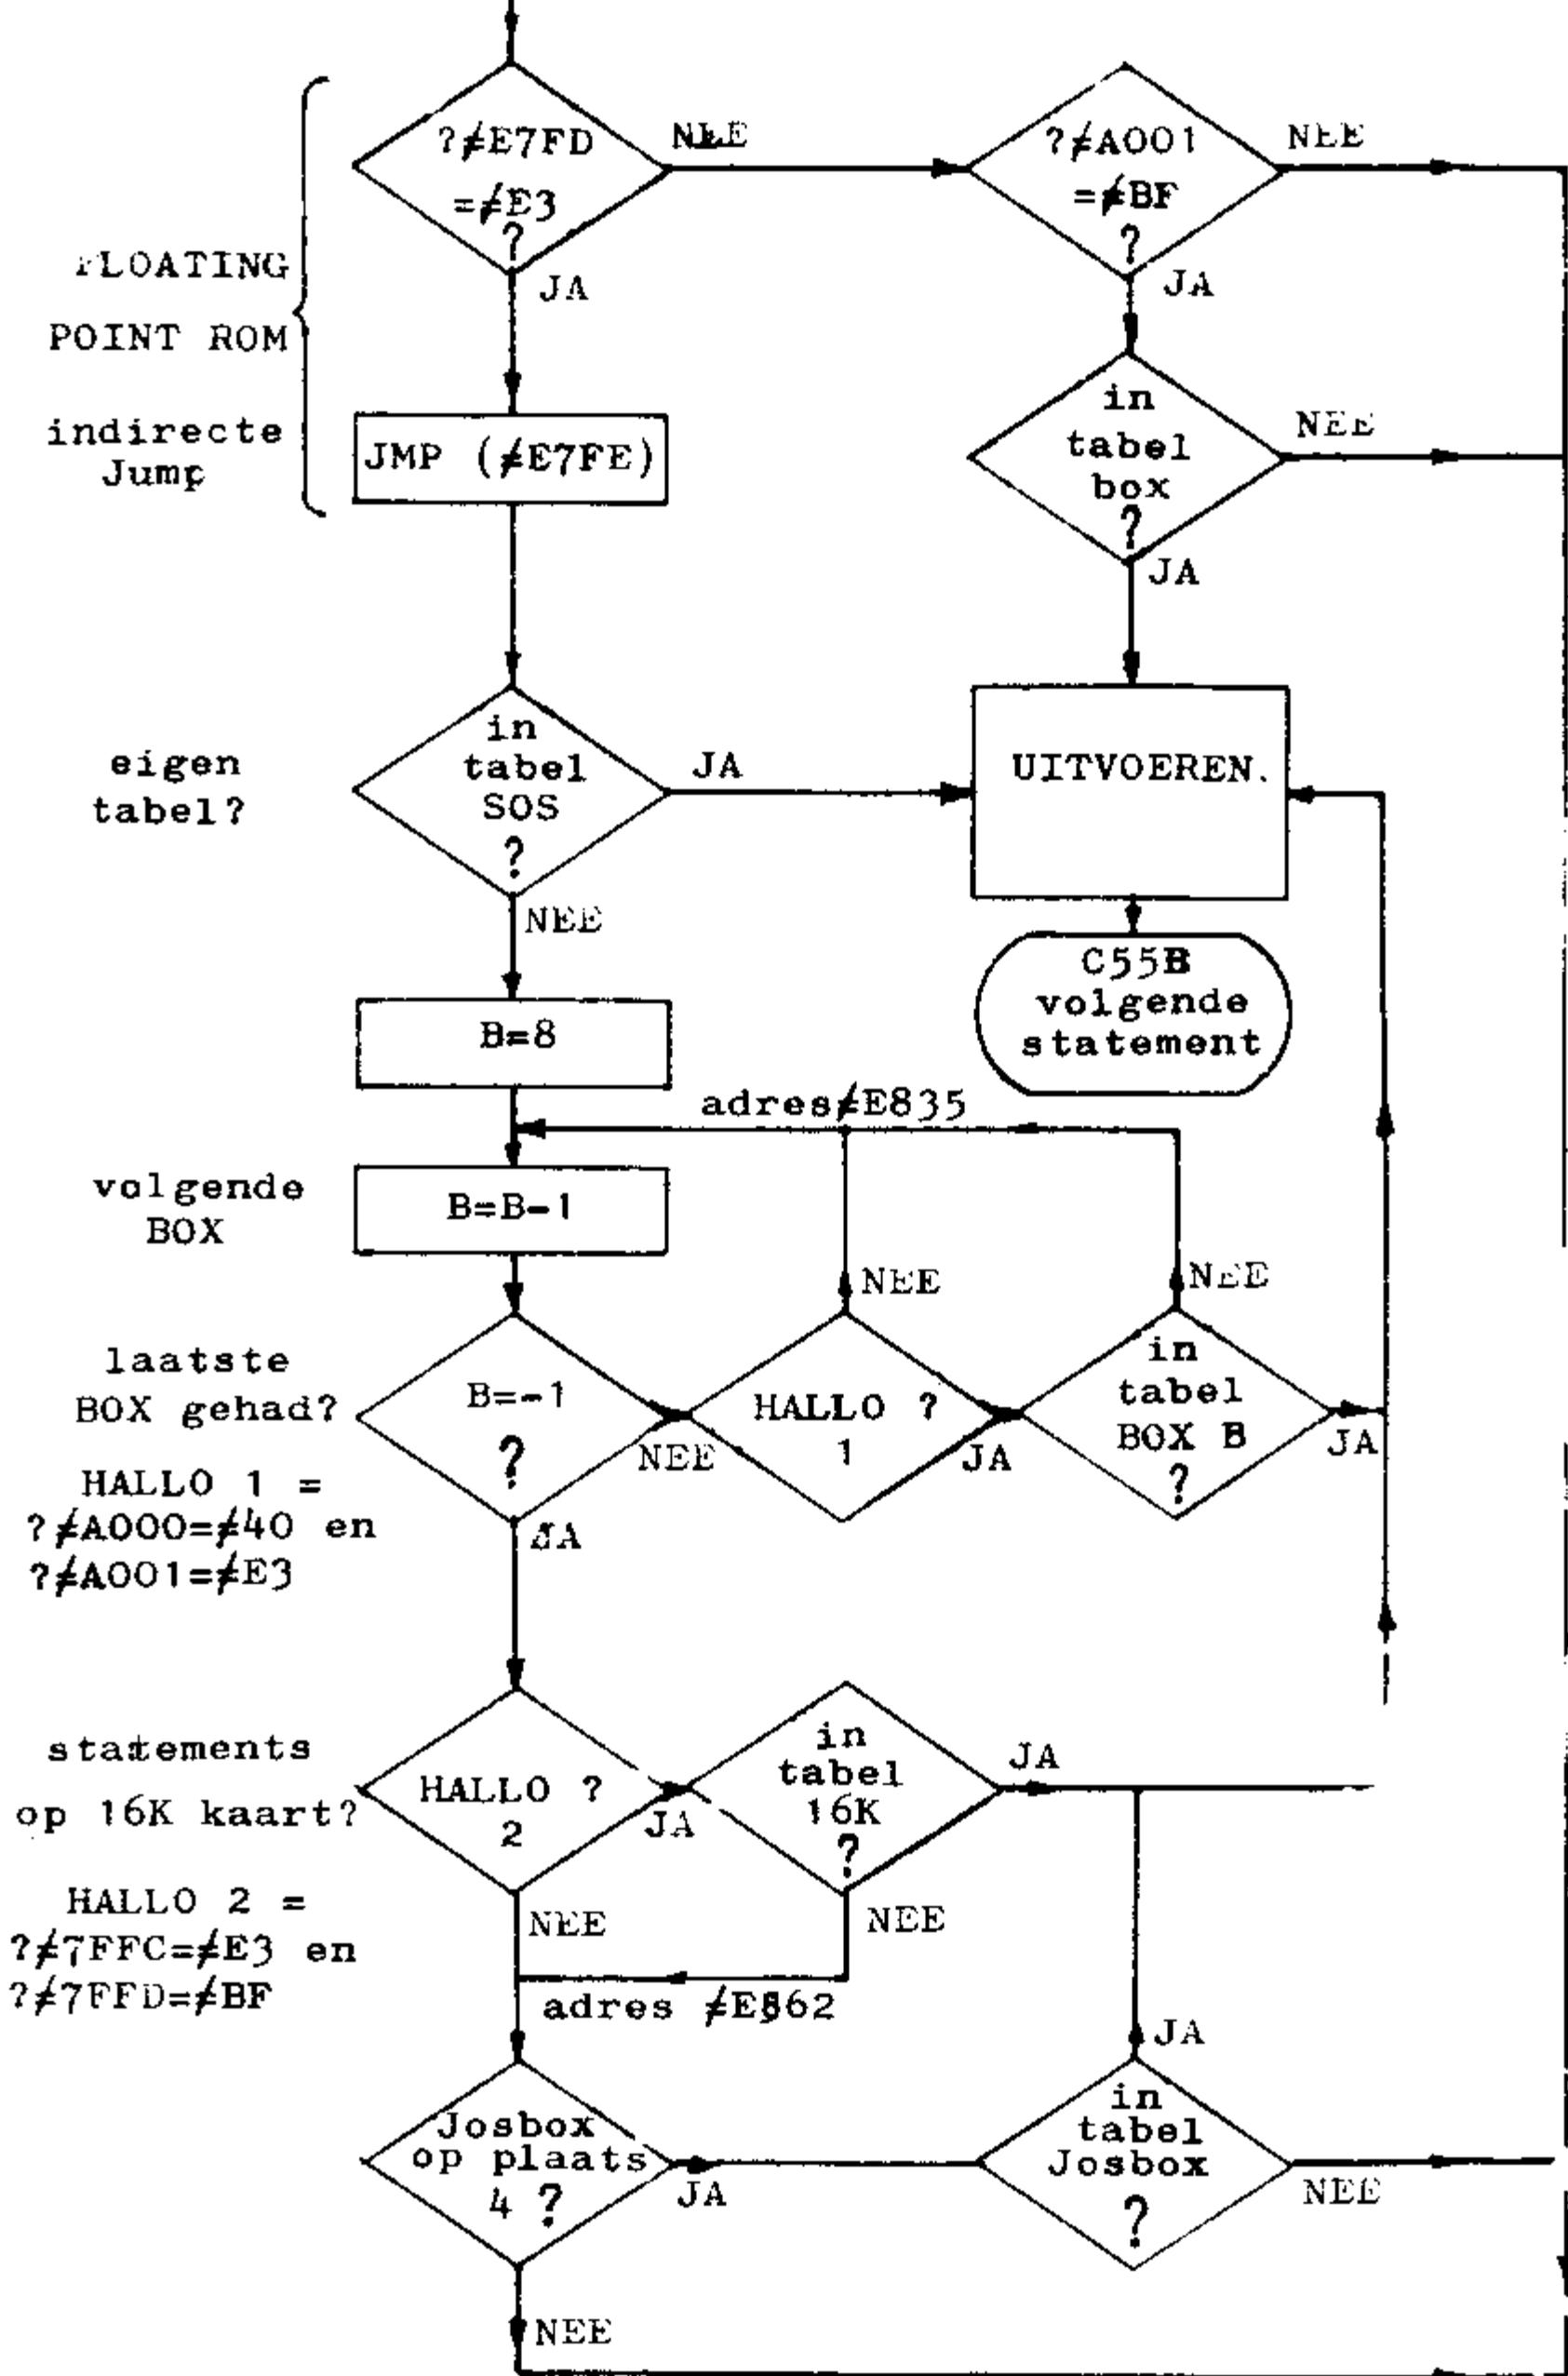 ?≠E7FD
=≠E3
?
NEE
JA
?≠A001
=≠BF
?
NEE
JA
FLOATING
POINT ROM
indirecte
Jump
JMP (≠E7FE)
in
tabel
box
?
NEE
JA
eigen
tabel?
in
tabel
SOS
?
JA
NEE
UITVOEREN.
C55B
volgende
statement
B=8
adres≠E835
volgende
BOX
B=B-1
NEE
NEE
laatste
BOX gehad?
B=-1
?
NEE
JA
HALLO ?
1
JA
in
tabel
BOX B
?
JA
HALLO 1 =
?≠A000=≠40 en
?≠A001=≠E3
statements
op 16K kaart?
HALLO ?
2
JA
NEE
in
tabel
16K
?
JA
NEE
HALLO 2 =
?≠7FFC=≠E3 en
?≠7FFD=≠BF
adres ≠E862
JA
Josbox
op plaats
4 ?
JA
NEE
in
tabel
Josbox
?
NEE